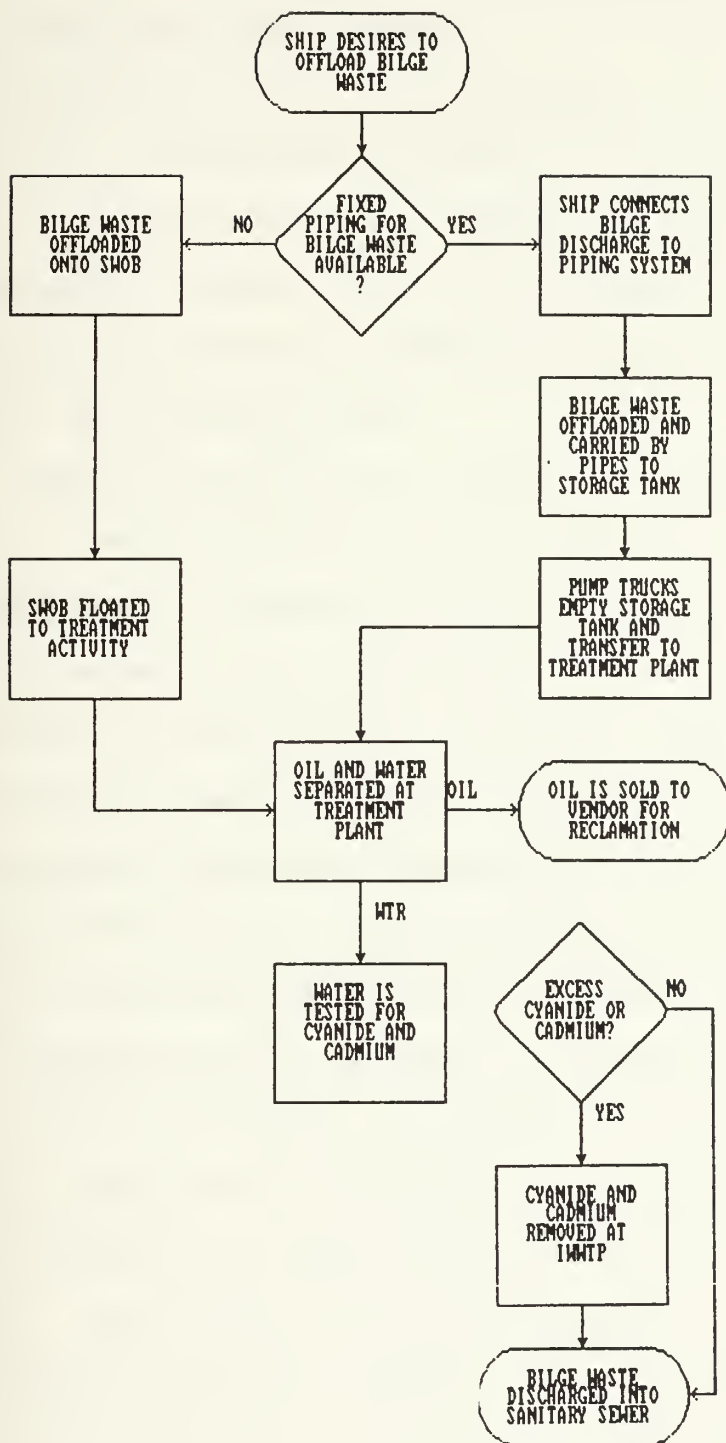 SHIP DESIRES TO
OFFLOAD BILGE
WASTE
FIXED
PIPING FOR
BILGE WASTE
AVAILABLE
?
NO
YES
BILGE WASTE
OFFLOADED
ONTO SWOB
SHIP CONNECTS
BILGE
DISCHARGE TO
PIPING SYSTEM
BILGE WASTE
OFFLOADED AND
CARRIED BY
PIPES TO
STORAGE TANK
SWOB FLOATED
TO TREATMENT
ACTIVITY
PUMP TRUCKS
EMPTY STORAGE
TANK AND
TRANSFER TO
TREATMENT PLANT
OIL AND WATER
SEPARATED AT
TREATMENT
PLANT
OIL
OIL IS SOLD TO
VENDOR FOR
RECLAMATION
WTR
WATER IS
TESTED FOR
CYANIDE AND
CADMIUM
EXCESS
CYANIDE OR
CADMIUM?
NO
YES
CYANIDE AND
CADMIUM
REMOVED AT
IWWTP
BILGE WASTE
DISCHARGED INTO
SANITARY SEWER